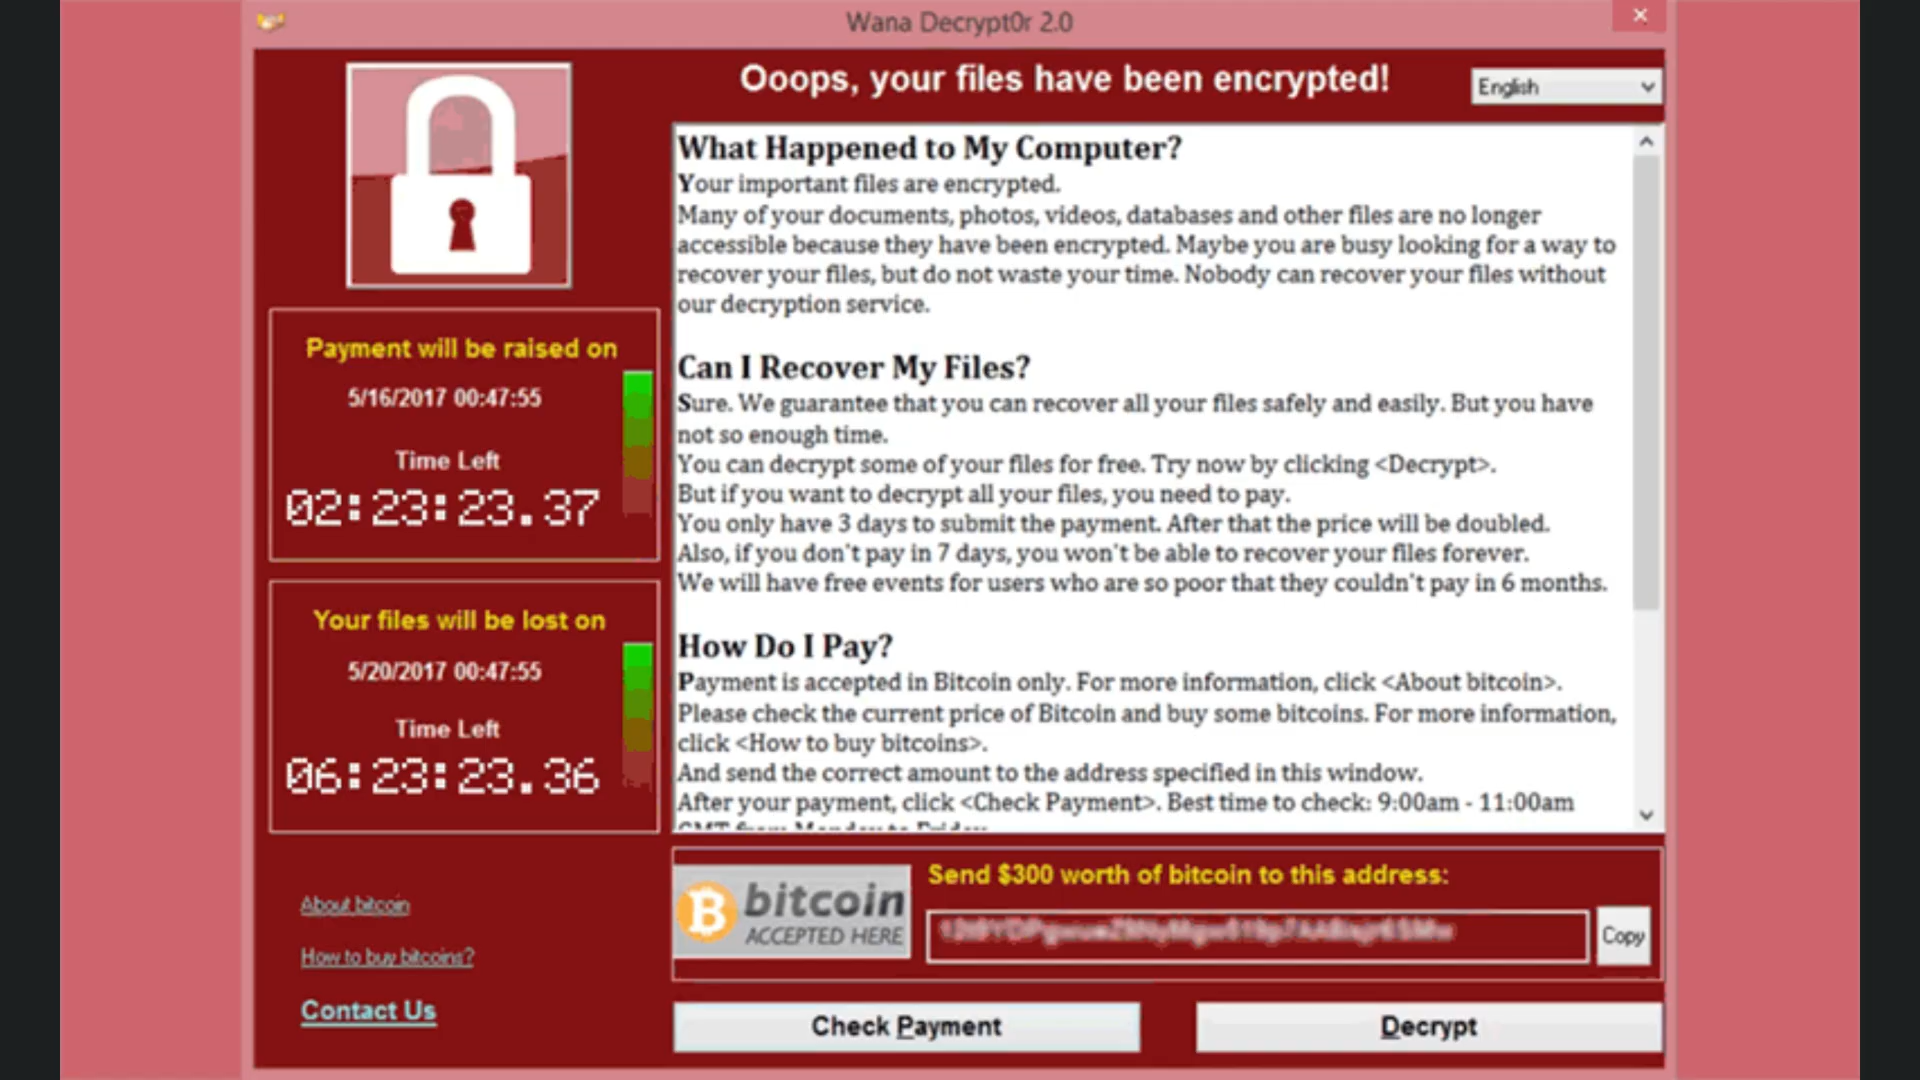 Wana Decrypt0r 2.0
Ooops, your files have been encrypted!
English
What Happened to My Computer?
Your important files are encrypted.
Many of your documents, photos, videos, databases and other files are no longer
accessible because they have been encrypted. Maybe you are busy looking for a way to
recover your files, but do not waste your time. Nobody can recover your files without
our decryption service.
Can I Recover My Files?
Sure. We guarantee that you can recover all your files safely and easily. But you have
not so enough time.
You can decrypt some of your files for free. Try now by clicking <Decrypt>.
But if you want to decrypt all your files, you need to pay.
You only have 3 days to submit the payment. After that the price will be doubled.
Also, if you don't pay in 7 days, you won't be able to recover your files forever.
We will have free events for users who are so poor that they couldn't pay in 6 months.
How Do I Pay?
Payment is accepted in Bitcoin only. For more information, click <About bitcoin>.
Please check the current price of Bitcoin and buy some bitcoins. For more information,
click <How to buy bitcoins>.
And send the correct amount to the address specified in this window.
After your payment, click <Check Payment>. Best time to check: 9:00am - 11:00am
GMT from Monday to Friday
Payment will be raised on
5/16/2017 00:47:55
Time Left
02:23:23.37
Your files will be lost on
5/20/2017 00:47:55
Time Left
06:23:23.36
About bitcoin
How to buy bitcoins?
Contact Us
bitcoin
ACCEPTED HERE
Send $300 worth of bitcoin to this address:
Copy
Check Payment
Decrypt